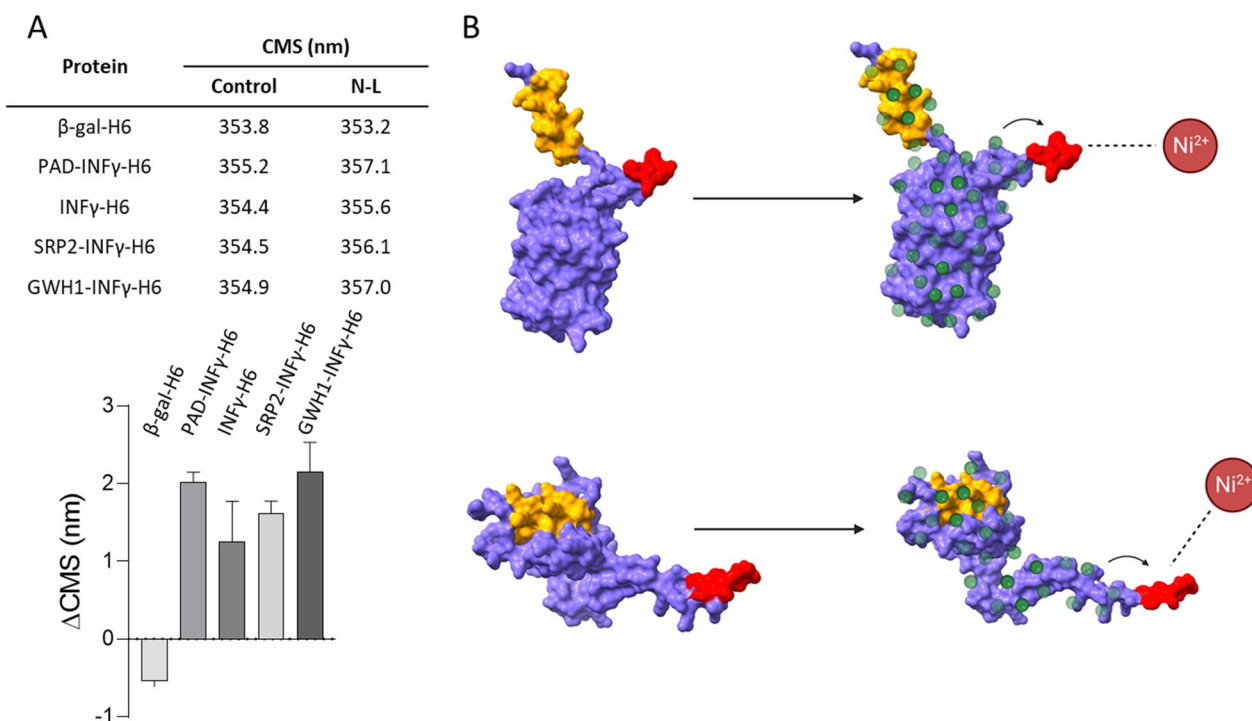 A
Protein CMS (nm)
Control N-L
β-gal-H6 353.8 353.2
PAD-INFγ-H6 355.2 357.1
INFγ-H6 354.4 355.6
SRP2-INFγ-H6 354.5 356.1
GWH1-INFγ-H6 354.9 357.0
β-gal-H6
PAD-INFγ-H6
INFγ-H6
SRP2-INFγ-H6
GWH1-INFγ-H6
ΔCMS (nm)
3
2
1
0
-1
B
Ni²⁺
Ni²⁺